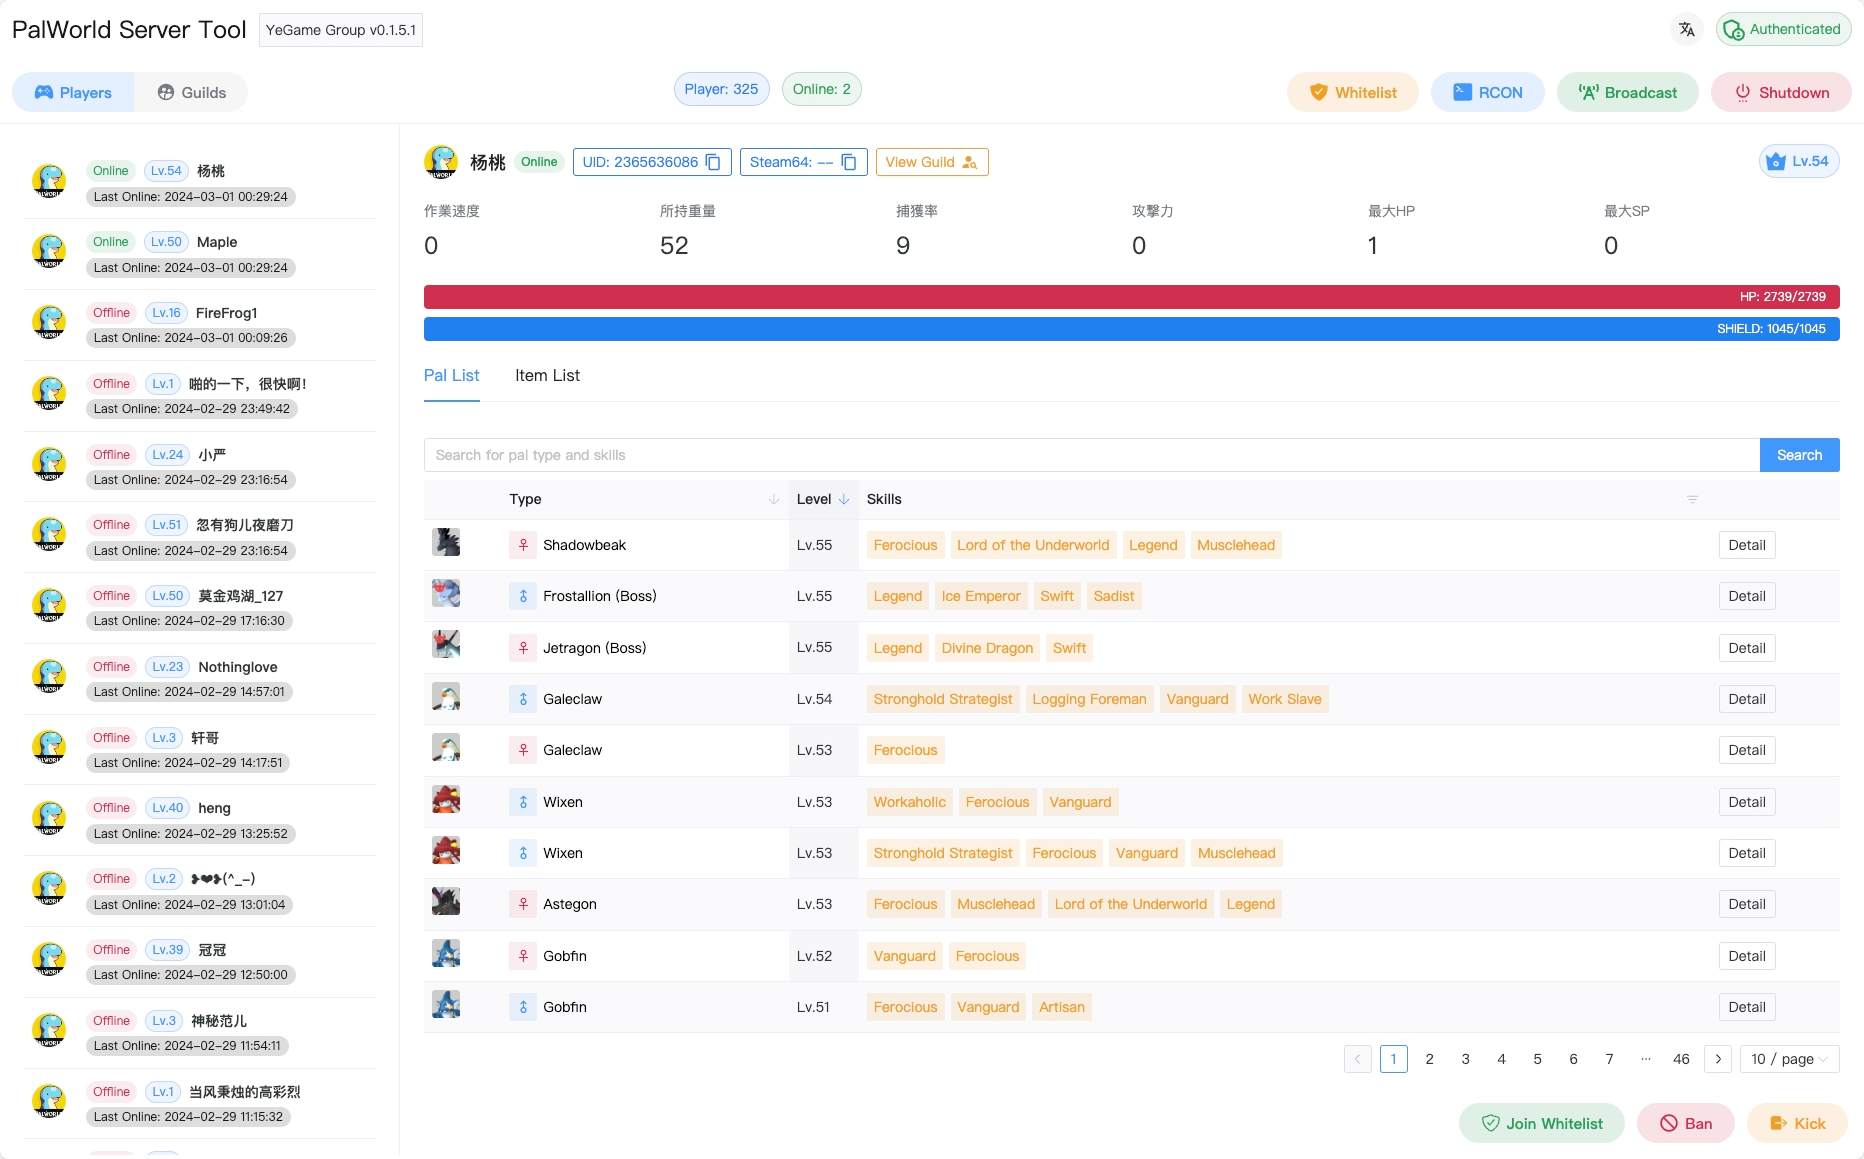 PalWorld Server Tool YeGame Group v0.1.5.1 Authenticated
Players Guilds Player: 325 Online: 2 Whitelist RCON Broadcast Shutdown
Online Lv.54 杨桃
Last Online: 2024-03-01 00:29:24
Online Lv.50 Maple
Last Online: 2024-03-01 00:29:24
Offline Lv.16 FireFrog1
Last Online: 2024-03-01 00:09:26
Offline Lv.1 啪的一下，很快啊！
Last Online: 2024-02-29 23:49:42
Offline Lv.24 小严
Last Online: 2024-02-29 23:16:54
Offline Lv.51 忽有狗儿夜磨刀
Last Online: 2024-02-29 23:16:54
Offline Lv.50 莫金鸡湖_127
Last Online: 2024-02-29 17:16:30
Offline Lv.23 Nothinglove
Last Online: 2024-02-29 14:57:01
Offline Lv.3 轩哥
Last Online: 2024-02-29 14:17:51
Offline Lv.40 heng
Last Online: 2024-02-29 13:25:52
Offline Lv.2 ❥❤❥(^_-)
Last Online: 2024-02-29 13:01:04
Offline Lv.39 冠冠
Last Online: 2024-02-29 12:50:00
Offline Lv.3 神秘范儿
Last Online: 2024-02-29 11:54:11
Offline Lv.1 当风秉烛的高彩烈
Last Online: 2024-02-29 11:15:32
杨桃 Online UID: 2365636086 Steam64: -- View Guild Lv.54
作業速度 所持重量 捕獲率 攻撃力 最大HP 最大SP
0 52 9 0 1 0
HP: 2739/2739
SHIELD: 1045/1045
Pal List Item List
Search for pal type and skills Search
Type Level Skills
Shadowbeak Lv.55 Ferocious Lord of the Underworld Legend Musclehead Detail
Frostallion (Boss) Lv.55 Legend Ice Emperor Swift Sadist Detail
Jetragon (Boss) Lv.55 Legend Divine Dragon Swift Detail
Galeclaw Lv.54 Stronghold Strategist Logging Foreman Vanguard Work Slave Detail
Galeclaw Lv.53 Ferocious Detail
Wixen Lv.53 Workaholic Ferocious Vanguard Detail
Wixen Lv.53 Stronghold Strategist Ferocious Vanguard Musclehead Detail
Astegon Lv.53 Ferocious Musclehead Lord of the Underworld Legend Detail
Gobfin Lv.52 Vanguard Ferocious Detail
Gobfin Lv.51 Ferocious Vanguard Artisan Detail
1 2 3 4 5 6 7 ... 46 10 / page
Join Whitelist Ban Kick